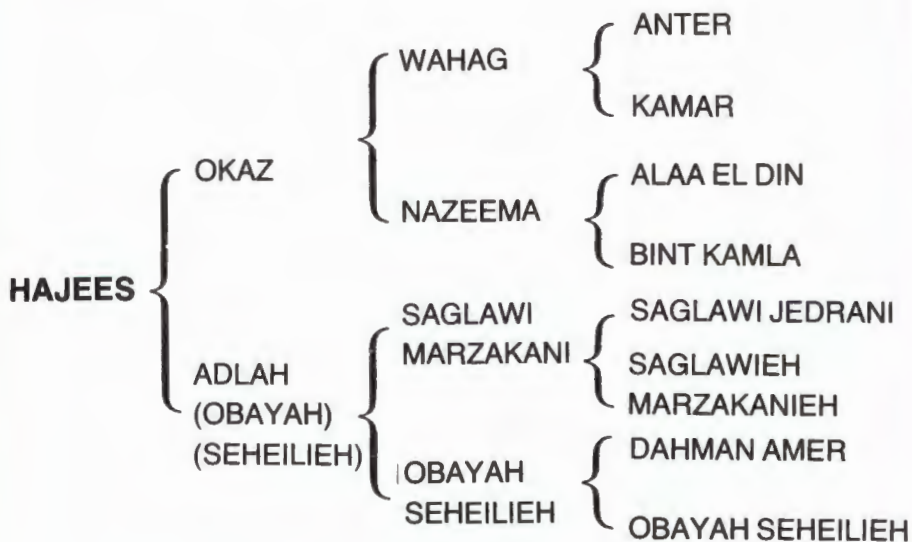 ANTER
WAHAG
KAMAR
OKAZ
ALAA EL DIN
NAZEEMA
BINT KAMLA
HAJEES
SAGLAWI
MARZAKANI
SAGLAWI JEDRANI
SAGLAWIEH
MARZAKANIEH
ADLAH
(OBAYAH)
(SEHEILIEH)
DAHMAN AMER
OBAYAH
SEHEILIEH
OBAYAH SEHEILIEH